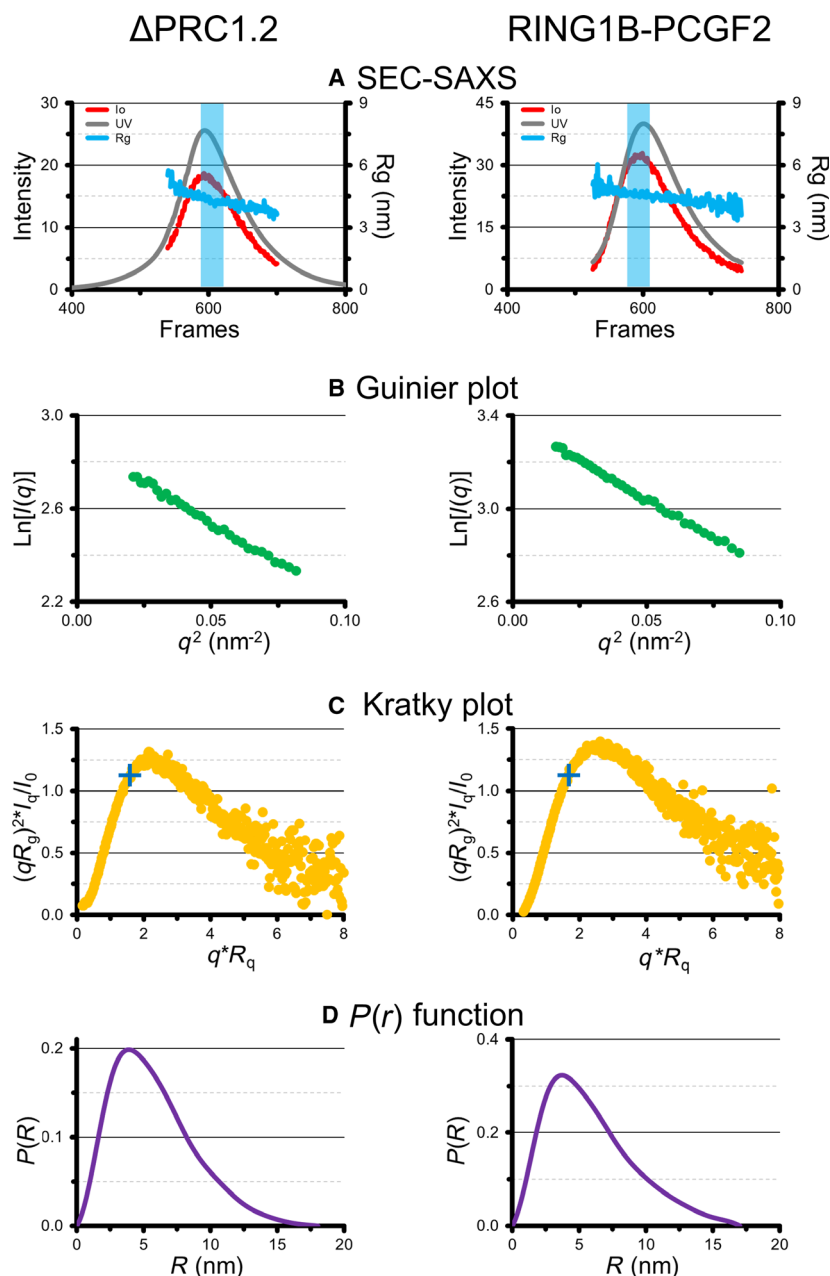 ΔPRC1.2 RING1B-PCGF2
A SEC-SAXS
30 9 45 9
Io Io
UV UV
Rg Rg
20 6 30 6
Intensity Rg (nm) Intensity Rg (nm)
10 3 15 3
0 0 0 0
400 600 800 400 600 800
Frames Frames
B Guinier plot
3.0 3.4
Ln[I(q)] Ln[I(q)]
2.6 3.0
2.2 2.6
0.00 0.05 0.10 0.00 0.05 0.10
q² (nm⁻²) q² (nm⁻²)
C Kratky plot
1.5 1.5
1.0 1.0
(qRg)²*Iq/I0 (qRg)²*Iq/I0
0.5 0.5
0.0 0.0
0 2 4 6 8 0 2 4 6 8
q*Rq q*Rq
D P(r) function
0.2 0.4
P(R) P(R)
0.1 0.2
0.0 0.0
0 5 10 15 20 0 5 10 15 20
R (nm) R (nm)